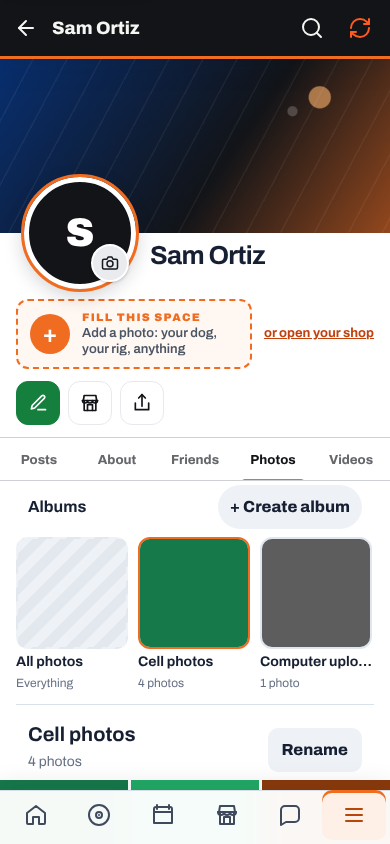 Sam Ortiz
S
Sam Ortiz
+
FILL THIS SPACE
Add a photo: your dog,
your rig, anything
or open your shop
Posts About Friends Photos Videos
Albums
+ Create album
All photos Cell photos Computer uplo...
Everything 4 photos 1 photo
Cell photos
4 photos
Rename